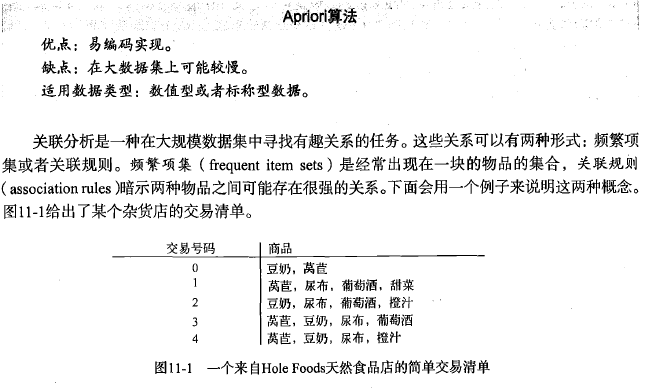 Apriori算法
优点：易编码实现。
缺点：在大数据集上可能较慢。
适用数据类型：数值型或者标称型数据。
关联分析是一种在大规模数据集中寻找有趣关系的任务。这些关系可以有两种形式：频繁项
集或者关联规则。频繁项集（frequent item sets）是经常出现在一块的物品的集合，关联规则
（association rules）暗示两种物品之间可能存在很强的关系。下面会用一个例子来说明这两种概念。
图11-1给出了某个杂货店的交易清单。
交易号码 商品
0 豆奶，莴苣
1 莴苣，尿布，葡萄酒，甜菜
2 豆奶，尿布，葡萄酒，橙汁
3 莴苣，豆奶，尿布，葡萄酒
4 莴苣，豆奶，尿布，橙汁
图11-1 一个来自Hole Foods天然食品店的简单交易清单